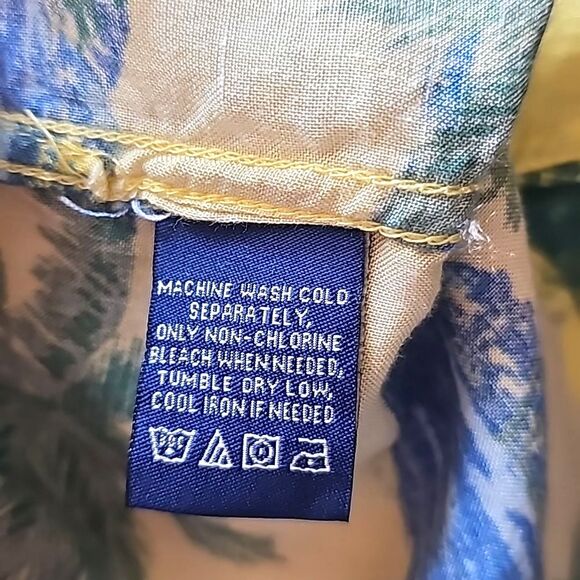 MACHINE WASH COLD
SEPARATELY,
ONLY NON-CHLORINE
BLEACH WHEN NEEDED,
TUMBLE DRY LOW,
COOL IRON IF NEEDED